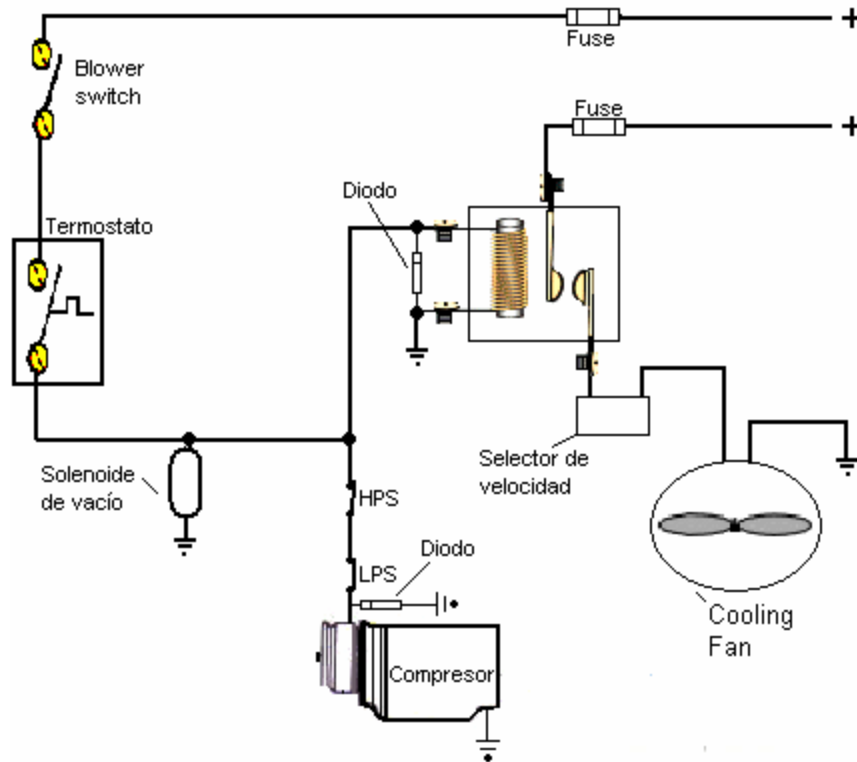 +
Fuse
Blower
switch
Fuse
+
Diodo
Termostato
Selector de
velocidad
Solenoide
de vacío
HPS
LPS
Diodo
Compresor
Cooling
Fan